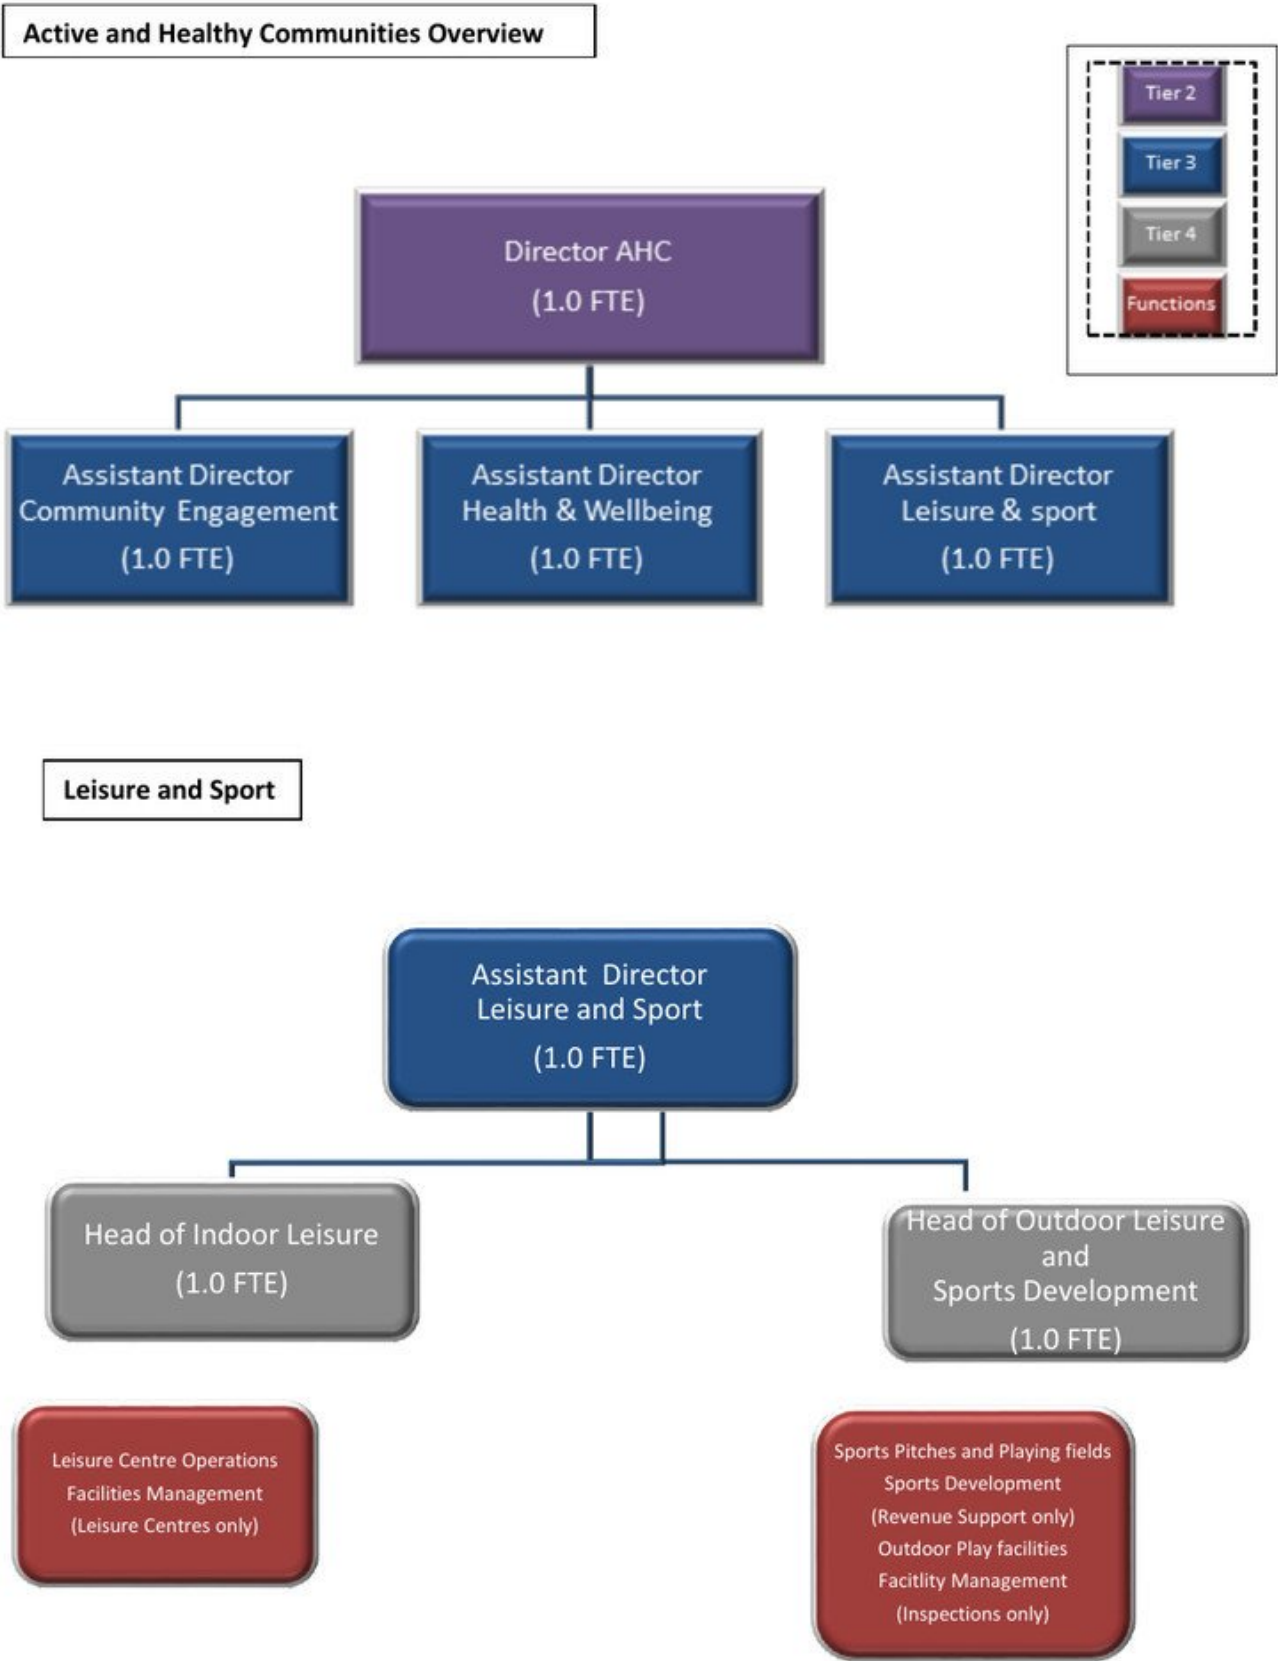 Active and Healthy Communities Overview
Tier 2
Tier 3
Tier 4
Functions
Director AHC
(1.0 FTE)
Assistant Director
Community Engagement
(1.0 FTE)
Assistant Director
Health & Wellbeing
(1.0 FTE)
Assistant Director
Leisure & sport
(1.0 FTE)
Leisure and Sport
Assistant Director
Leisure and Sport
(1.0 FTE)
Head of Indoor Leisure
(1.0 FTE)
Head of Outdoor Leisure
and
Sports Development
(1.0 FTE)
Leisure Centre Operations
Facilities Management
(Leisure Centres only)
Sports Pitches and Playing fields
Sports Development
(Revenue Support only)
Outdoor Play facilities
Facitlity Management
(Inspections only)